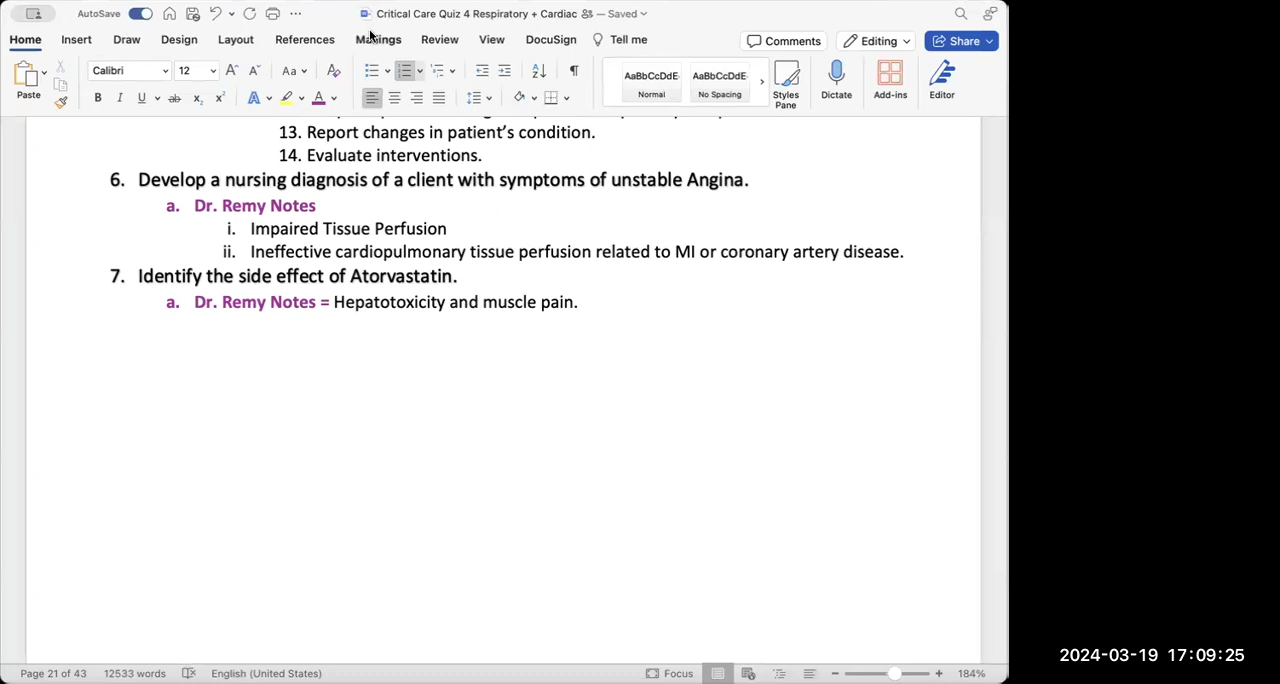 AutoSave
Critical Care Quiz 4 Respiratory + Cardiac — Saved
Home Insert Draw Design Layout References Mailings Review View DocuSign Tell me
Comments Editing Share
Paste
Calibri 12
AaBbCcDdE AaBbCcDdE
Normal No Spacing
Styles Pane
Dictate
Add-ins
Editor
13. Report changes in patient's condition.
14. Evaluate interventions.
6. Develop a nursing diagnosis of a client with symptoms of unstable Angina.
a. Dr. Remy Notes
i. Impaired Tissue Perfusion
ii. Ineffective cardiopulmonary tissue perfusion related to MI or coronary artery disease.
7. Identify the side effect of Atorvastatin.
a. Dr. Remy Notes = Hepatotoxicity and muscle pain.
2024-03-19 17:09:25
Page 21 of 43 12533 words English (United States) Focus 184%